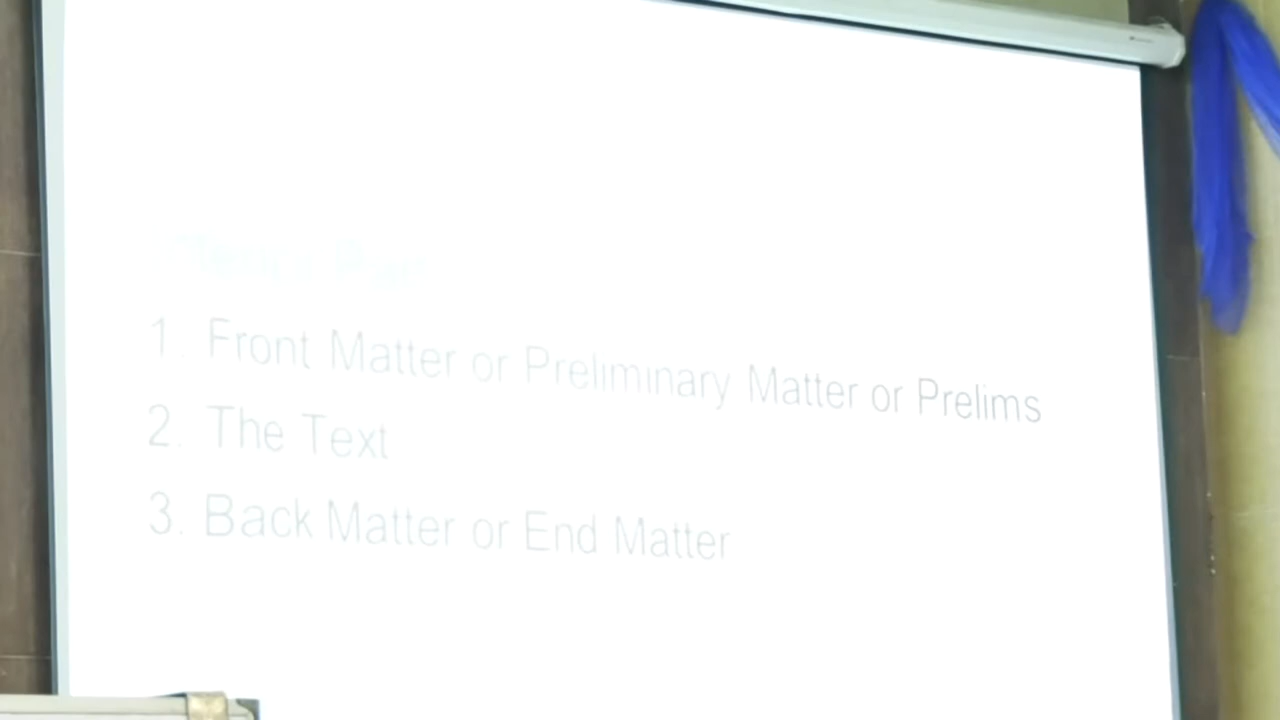 1. Front Matter or Preliminary Matter or Prelims
2. The Text
3. Back Matter or End Matter